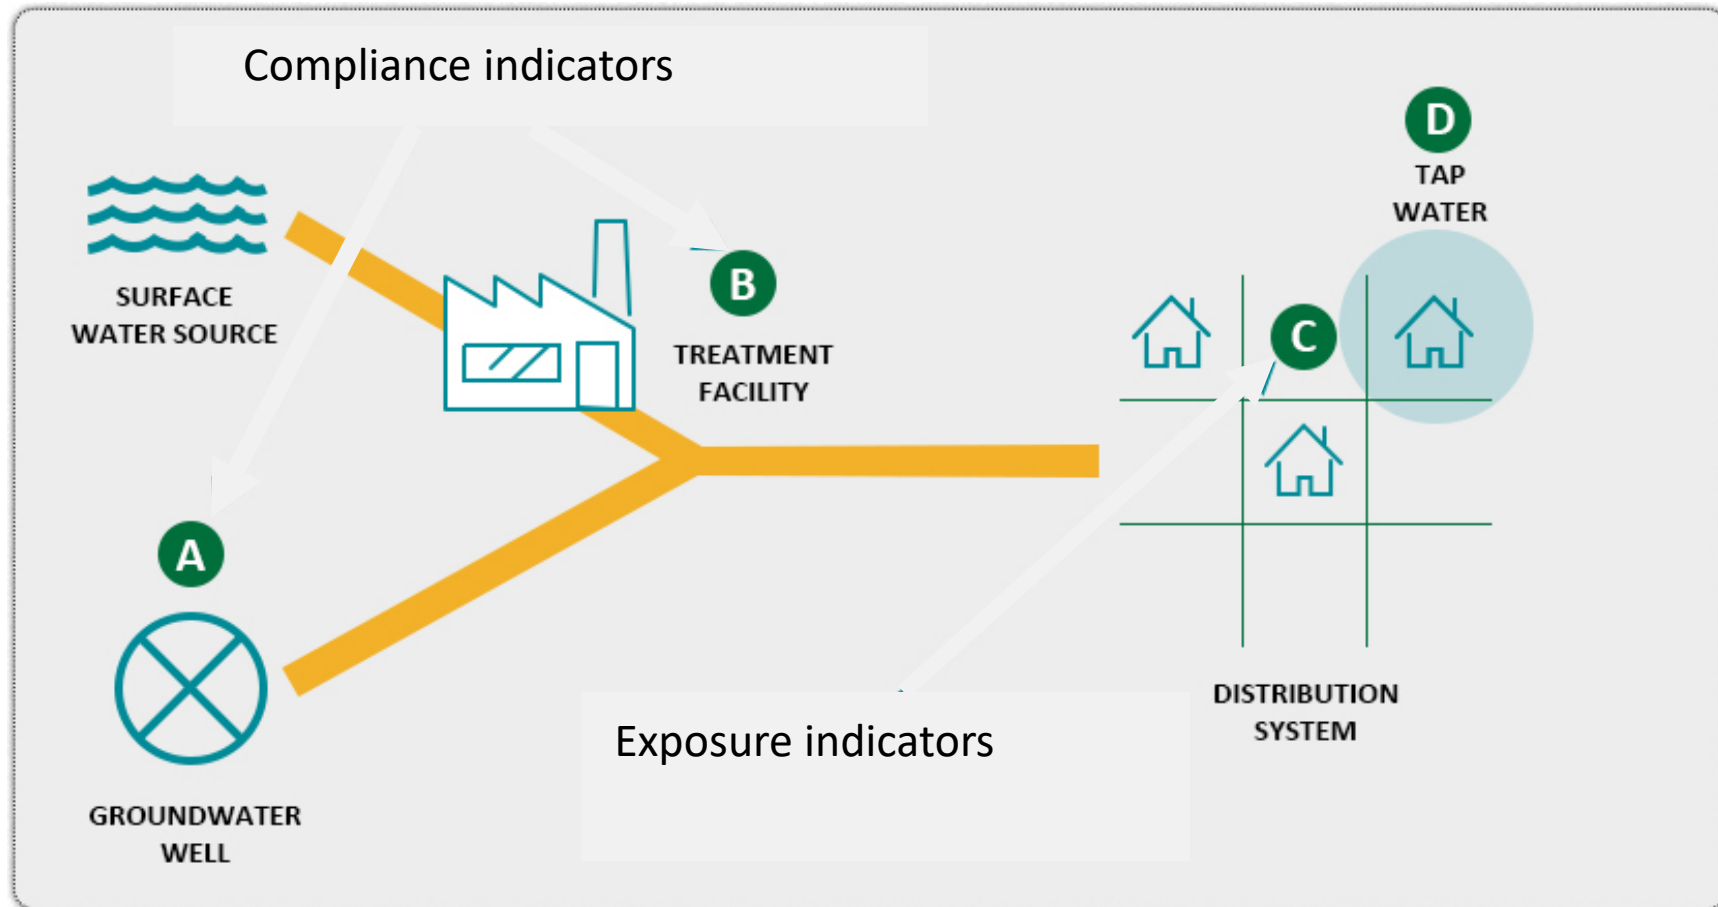 Compliance indicators
D
TAP
WATER
SURFACE
WATER SOURCE
B
TREATMENT
FACILITY
C
A
GROUNDWATER
WELL
Exposure indicators
DISTRIBUTION
SYSTEM